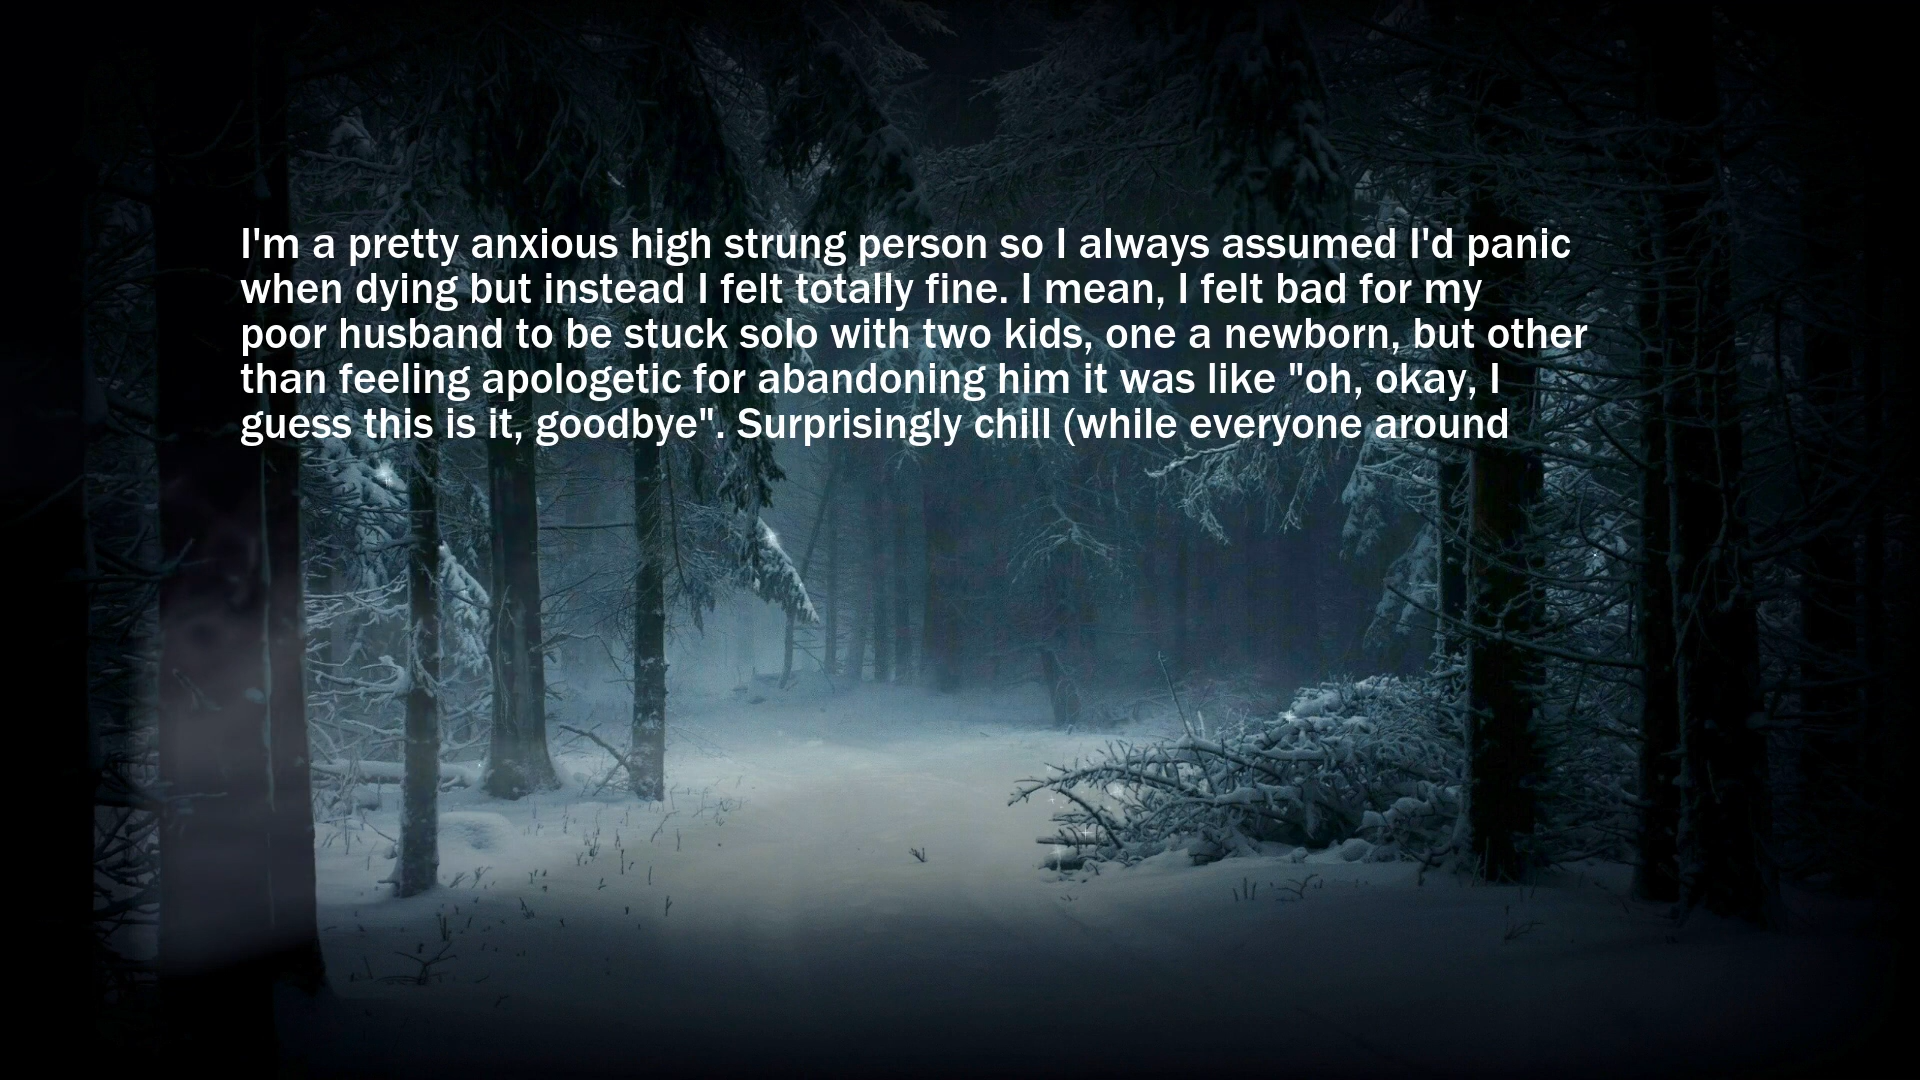 I'm a pretty anxious high strung person so I always assumed I'd panic
when dying but instead I felt totally fine. I mean, I felt bad for my
poor husband to be stuck solo with two kids, one a newborn, but other
than feeling apologetic for abandoning him it was like "oh, okay, I
guess this is it, goodbye". Surprisingly chill (while everyone around